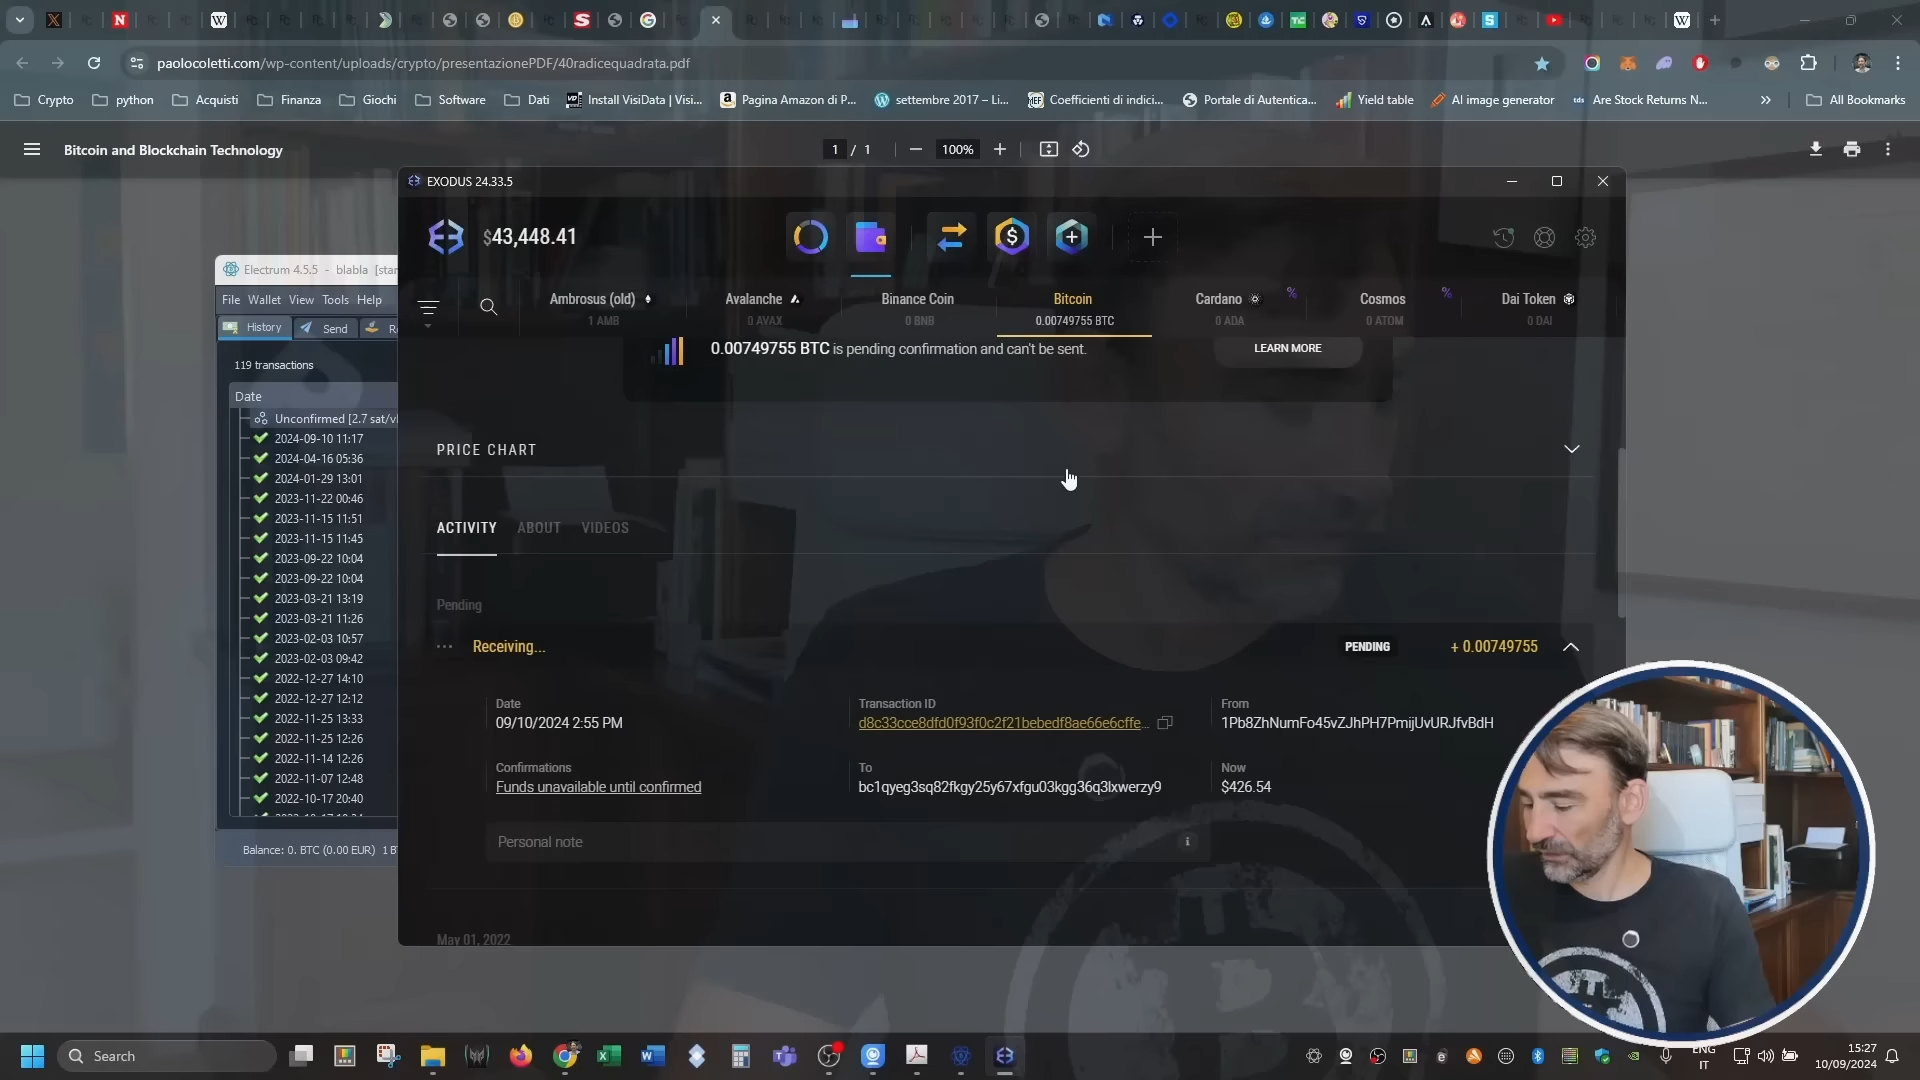 paolocoletti.com/wp-content/uploads/crypto/presentazionePDF/40radicequadrata.pdf
Crypto
python
Acquisti
Finanza
Giochi
Software
Dati
Install VisiData | Visi...
Pagina Amazon di P...
settembre 2017 – Li...
Coefficienti di indici...
Portale di Autentica...
Yield table
AI image generator
Are Stock Returns N...
All Bookmarks
Bitcoin and Blockchain Technology
1 / 1
100%
EXODUS 24.33.5
$43,448.41
Ambrosus (old)
1 AMB
Avalanche
0 AVAX
Binance Coin
0 BNB
Bitcoin
0.00749755 BTC
Cardano
0 ADA
Cosmos
0 ATOM
Dai Token
0 DAI
0.00749755 BTC is pending confirmation and can't be sent.
LEARN MORE
PRICE CHART
ACTIVITY
ABOUT
VIDEOS
Pending
Receiving...
PENDING
+ 0.00749755
Date
09/10/2024 2:55 PM
Transaction ID
d8c33cce8dfd0f93f0c2f21bebedf8ae66e6cffe...
From
1Pb8ZhNumFo45vZJhPH7PmijUvURJfvBdH
Confirmations
Funds unavailable until confirmed
To
bc1qyeg3sq82fkgy25y67xfgu03kgg36q3lxwerzy9
Now
$426.54
Personal note
May 01, 2022
Electrum 4.5.5 - blabla [stan
File Wallet View Tools Help
History
Send
119 transactions
Date
Unconfirmed [2.7 sat/v
2024-09-10 11:17
2024-04-16 05:36
2024-01-29 13:01
2023-11-22 00:46
2023-11-15 11:51
2023-11-15 11:45
2023-09-22 10:04
2023-09-22 10:04
2023-03-21 13:19
2023-03-21 11:26
2023-02-03 10:57
2023-02-03 09:42
2022-12-27 14:10
2022-12-27 12:12
2022-11-25 13:33
2022-11-25 12:26
2022-11-14 12:26
2022-11-07 12:48
2022-10-17 20:40
Balance: 0. BTC (0.00 EUR)
Search
ENG
IT
15:27
10/09/2024